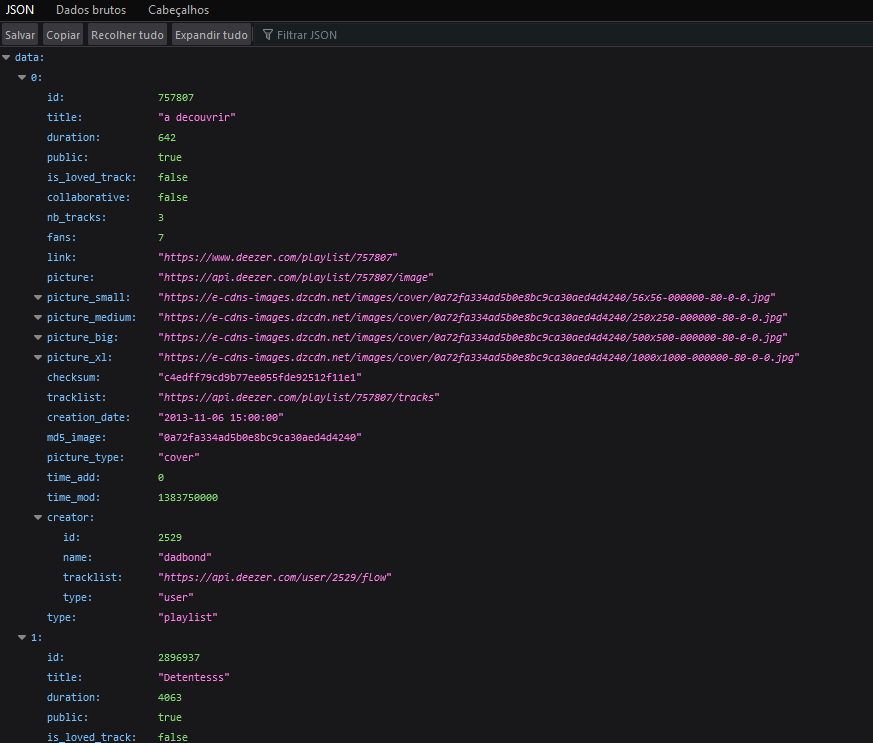 JSON Dados brutos Cabeçalhos
Salvar Copiar Recolher tudo Expandir tudo Filtrar JSON
data:
0:
id: 757807
title: "a decouvrir"
duration: 642
public: true
is_loved_track: false
collaborative: false
nb_tracks: 3
fans: 7
link: "https://www.deezer.com/playlist/757807"
picture: "https://api.deezer.com/playlist/757807/image"
picture_small: "https://e-cdns-images.dzcdn.net/images/cover/0a72fa334ad5b0e8bc9ca30aed4d4240/56x56-000000-80-0-0.jpg"
picture_medium: "https://e-cdns-images.dzcdn.net/images/cover/0a72fa334ad5b0e8bc9ca30aed4d4240/250x250-000000-80-0-0.jpg"
picture_big: "https://e-cdns-images.dzcdn.net/images/cover/0a72fa334ad5b0e8bc9ca30aed4d4240/500x500-000000-80-0-0.jpg"
picture_xl: "https://e-cdns-images.dzcdn.net/images/cover/0a72fa334ad5b0e8bc9ca30aed4d4240/1000x1000-000000-80-0-0.jpg"
checksum: "c4edff79cd9b77ee055fde92512f11e1"
tracklist: "https://api.deezer.com/playlist/757807/tracks"
creation_date: "2013-11-06 15:00:00"
md5_image: "0a72fa334ad5b0e8bc9ca30aed4d4240"
picture_type: "cover"
time_add: 0
time_mod: 1383750000
creator:
id: 2529
name: "dadbond"
tracklist: "https://api.deezer.com/user/2529/flow"
type: "user"
type: "playlist"
1:
id: 2896937
title: "Detentesss"
duration: 4063
public: true
is_loved_track: false